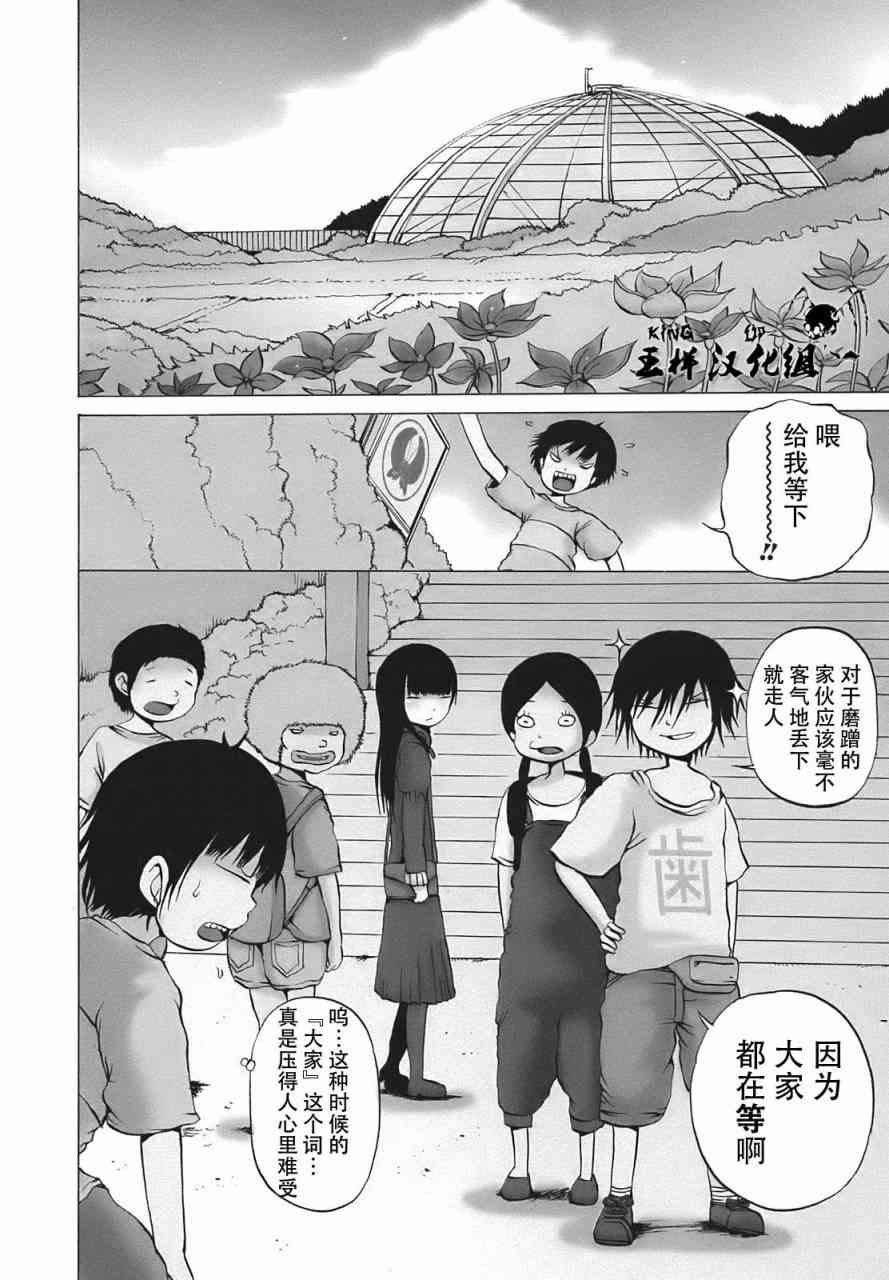 KING UP
王样汉化组
喂
给我等下
～～～!!
对于磨蹭的
家伙应该毫不
客气地丢下
就走人
歯
因为
大家
都在等啊
呜…这种时候的
『大家』这个词…
真是压得人心里难受